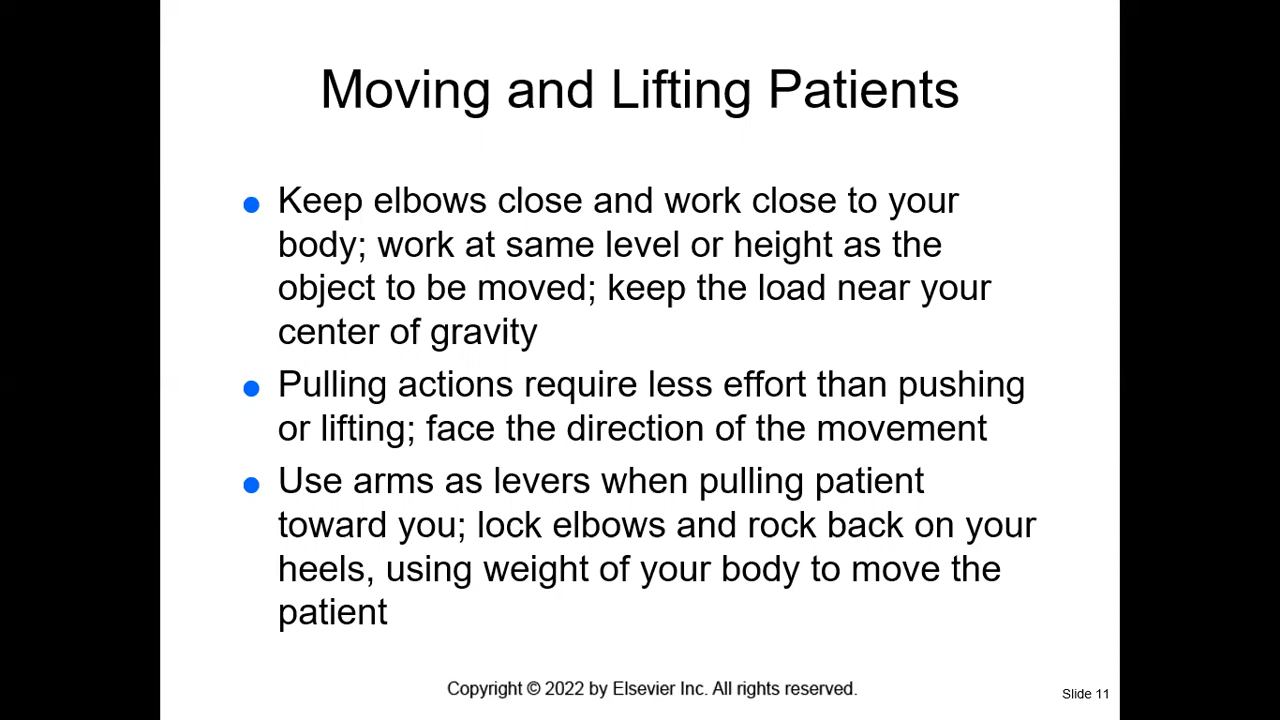 Moving and Lifting Patients
● Keep elbows close and work close to your
body; work at same level or height as the
object to be moved; keep the load near your
center of gravity
● Pulling actions require less effort than pushing
or lifting; face the direction of the movement
● Use arms as levers when pulling patient
toward you; lock elbows and rock back on your
heels, using weight of your body to move the
patient
Copyright © 2022 by Elsevier Inc. All rights reserved.
Slide 11